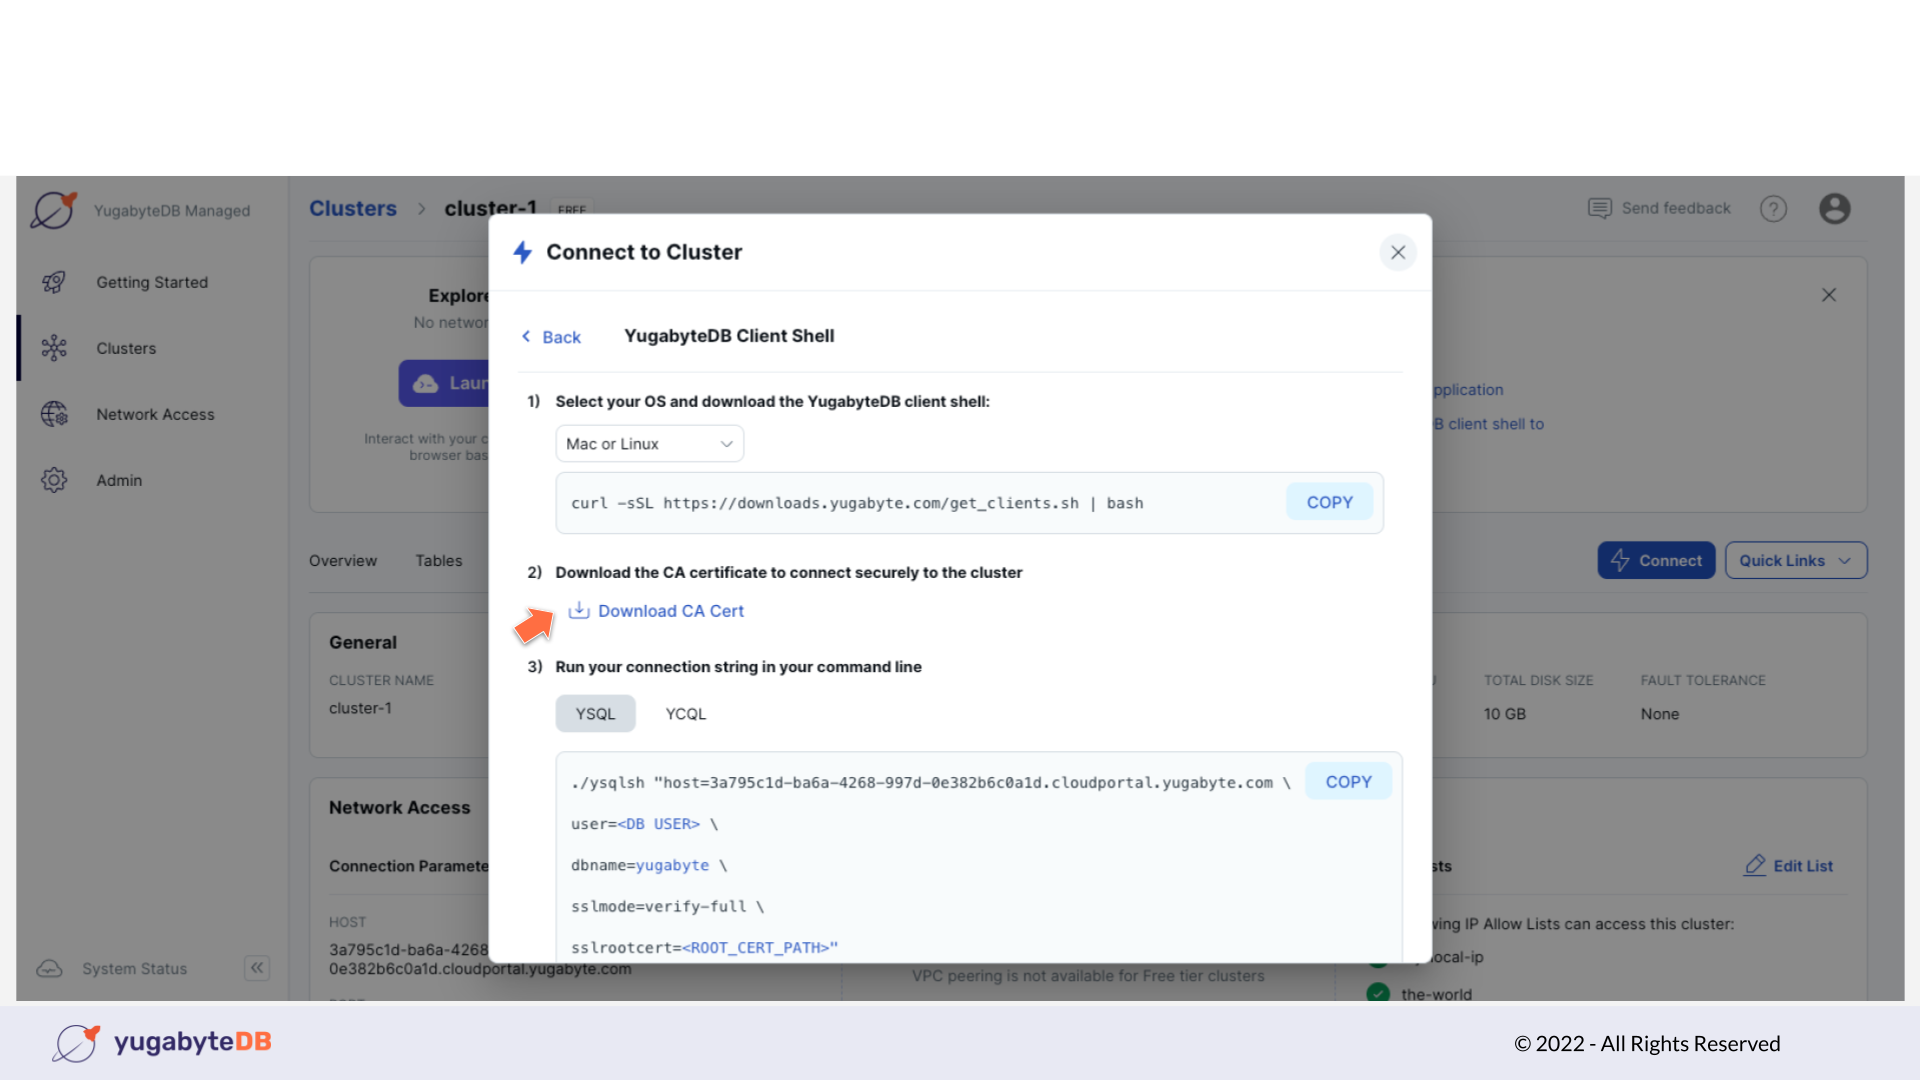 YugabyteDB Managed
Clusters > cluster-1 FREE
Send feedback
?
Getting Started
Clusters
Network Access
Admin
System Status
Explore
No networ
Laun
Interact with your c
browser bas
pplication
B client shell to
Overview Tables
Connect Quick Links
General
CLUSTER NAME
cluster-1
TOTAL DISK SIZE FAULT TOLERANCE
10 GB None
Network Access
Connection Paramete
HOST
3a795c1d-ba6a-4268
0e382b6c0a1d.cloudportal.yugabyte.com
VPC peering is not available for Free tier clusters
sts
Edit List
ving IP Allow Lists can access this cluster:
local-ip
the-world
Connect to Cluster
Back YugabyteDB Client Shell
1) Select your OS and download the YugabyteDB client shell:
Mac or Linux
curl -sSL https://downloads.yugabyte.com/get_clients.sh | bash COPY
2) Download the CA certificate to connect securely to the cluster
Download CA Cert
3) Run your connection string in your command line
YSQL YCQL
./ysqlsh "host=3a795c1d-ba6a-4268-997d-0e382b6c0a1d.cloudportal.yugabyte.com \ COPY
user=<DB USER> \
dbname=yugabyte \
sslmode=verify-full \
sslrootcert=<ROOT_CERT_PATH>"
yugabyteDB
© 2022 - All Rights Reserved